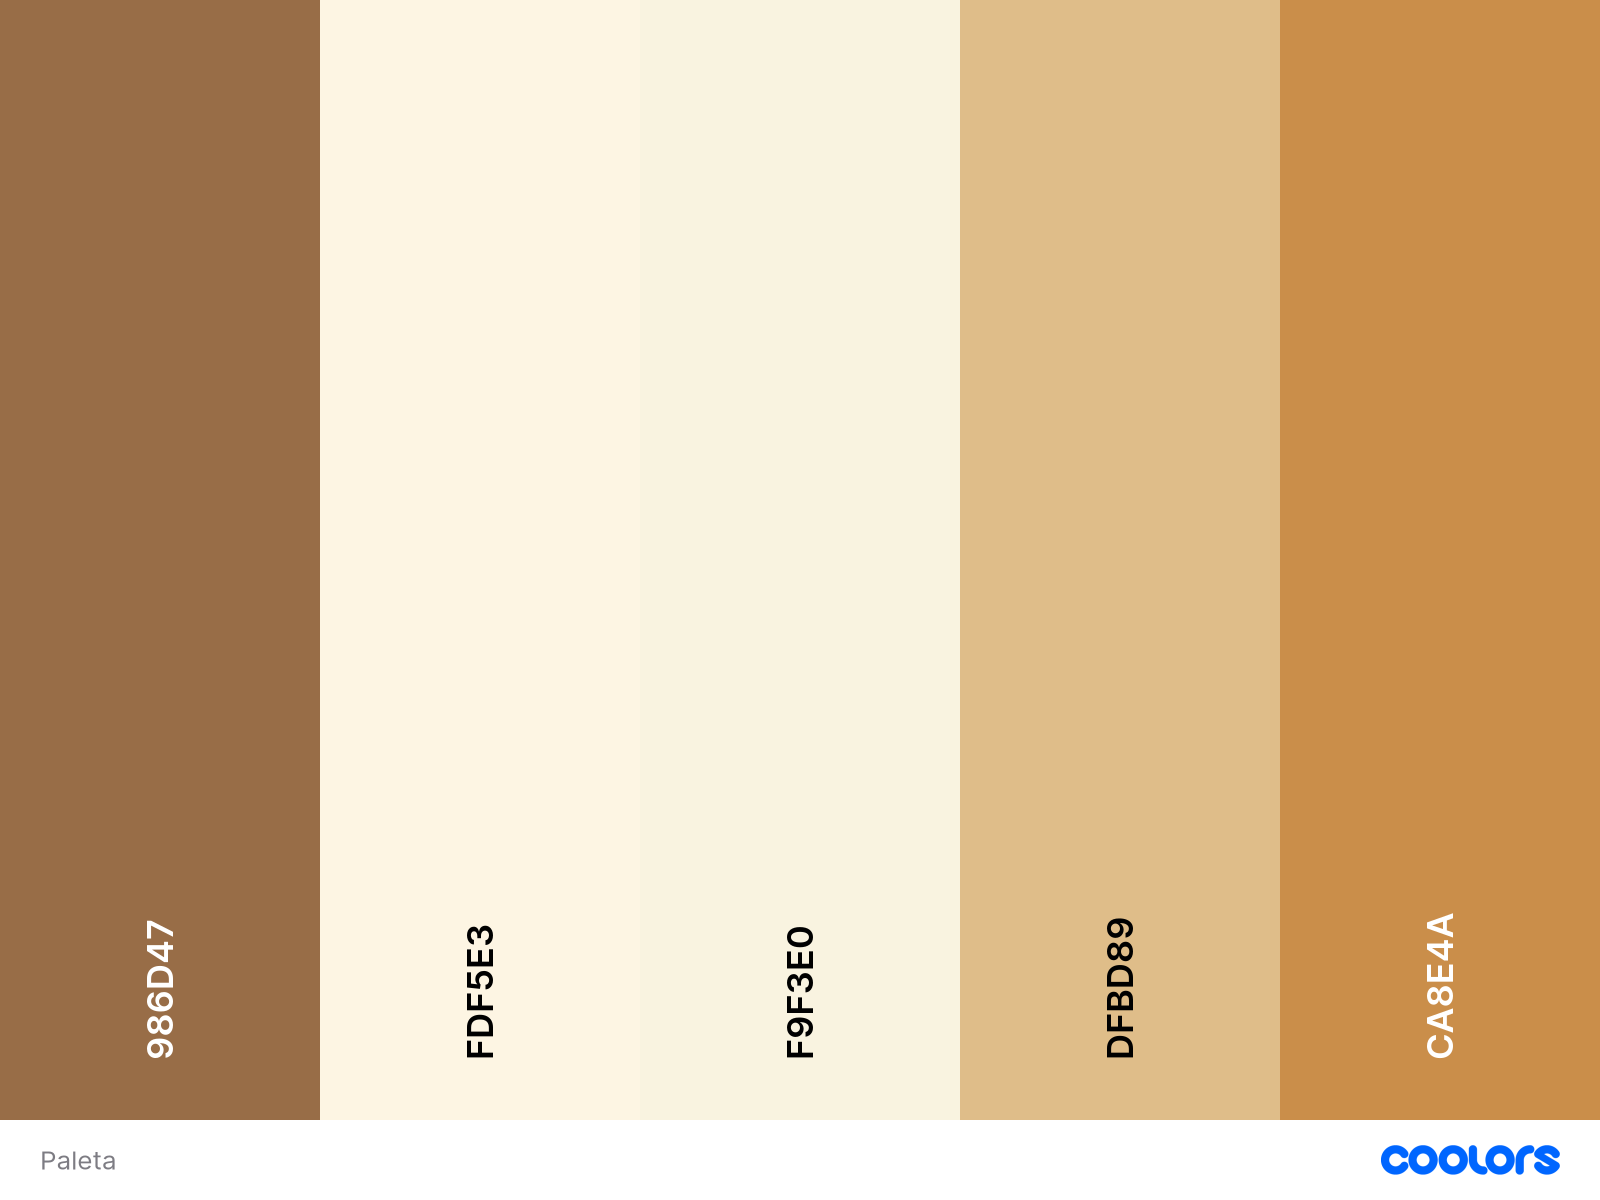 986D47
FDF5E3
F9F3E0
DFBD89
CA8E4A
Paleta
coolors